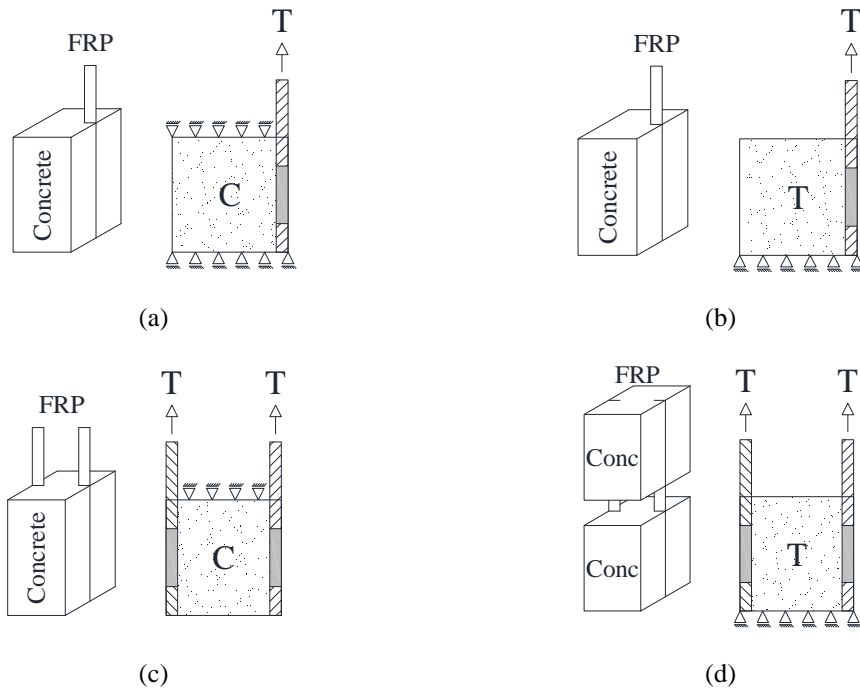 T
FRP
Concrete
C
(a)
T
FRP
Concrete
T
(b)
T T
FRP
Concrete
C
(c)
FRP
T T
Conc
Conc
T
(d)